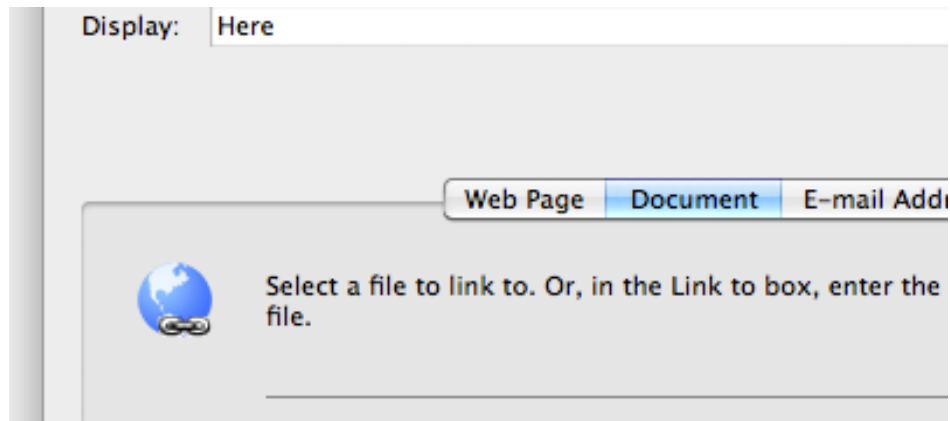 Display: Here
Web Page Document E-mail
Select a file to link to. Or, in the Link to box, enter the
file.